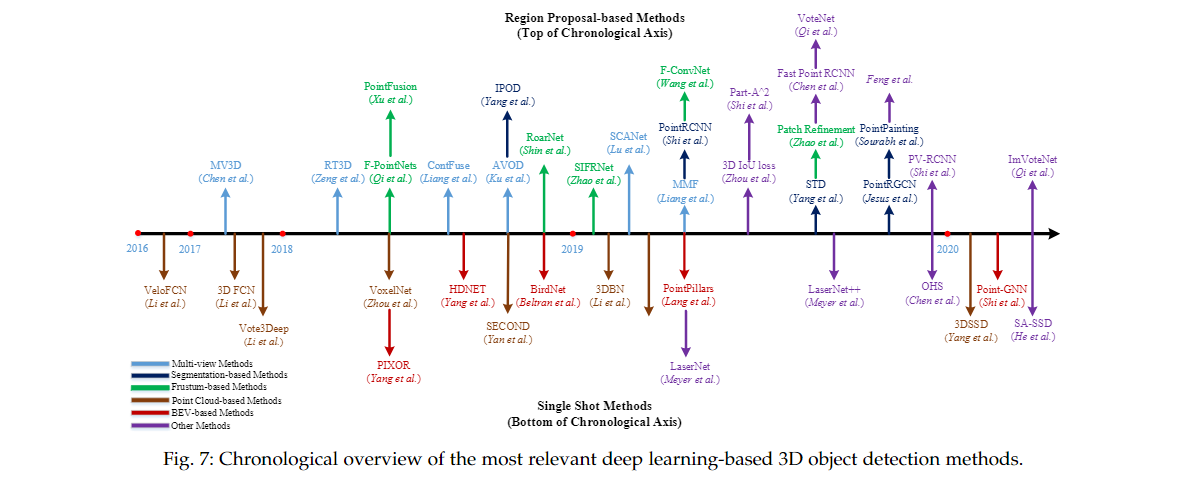 Region Proposal-based Methods
(Top of Chronological Axis)
VoteNet
(Qi et al.)
F-ConvNet
(Wang et al.)
Fast Point RCNN
(Chen et al.)
Feng et al.
PointFusion
(Xu et al.)
IPOD
(Yang et al.)
Part-A^2
(Shi et al.)
RoarNet
(Shin et al.)
SCANet
(Lu et al.)
PointRCNN
(Shi et al.)
Patch Refinement
(Zhao et al.)
PointPainting
(Sourabh et al.)
MV3D
(Chen et al.)
RT3D
(Zeng et al.)
F-PointNets
(Qi et al.)
ContFuse
(Liang et al.)
AVOD
(Ku et al.)
SIFRNet
(Zhao et al.)
MMF
(Liang et al.)
3D IoU loss
(Zhou et al.)
STD
(Yang et al.)
PointRGCN
(Jesus et al.)
PV-RCNN
(Shi et al.)
ImVoteNet
(Qi et al.)
2016
2017
2018
2019
2020
VeloFCN
(Li et al.)
3D FCN
(Li et al.)
Vote3Deep
(Li et al.)
VoxelNet
(Zhou et al.)
PIXOR
(Yang et al.)
HDNET
(Yang et al.)
SECOND
(Yan et al.)
BirdNet
(Beltran et al.)
3DBN
(Li et al.)
PointPillars
(Lang et al.)
LaserNet
(Meyer et al.)
LaserNet++
(Meyer et al.)
OHS
(Chen et al.)
3DSSD
(Yang et al.)
Point-GNN
(Shi et al.)
SA-SSD
(He et al.)
Multi-view Methods
Segmentation-based Methods
Frustum-based Methods
Point Cloud-based Methods
BEV-based Methods
Other Methods
Single Shot Methods
(Bottom of Chronological Axis)
Fig. 7: Chronological overview of the most relevant deep learning-based 3D object detection methods.